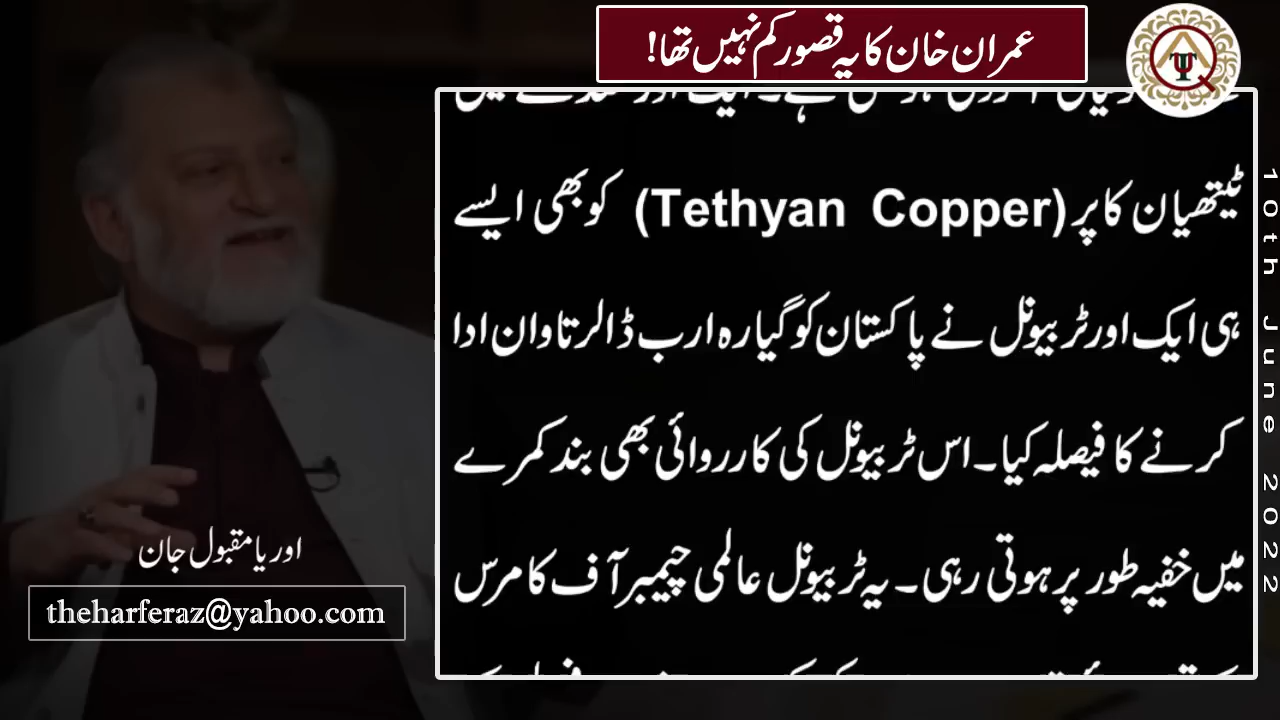 عمران خان کا یہ قصور کم نہیں تھا!
ٹیتھیان کاپر (Tethyan Copper) کو بھی ایسے
ہی ایک اور ٹربیونل نے پاکستان کو گیارہ ارب ڈالر تاوان ادا
کرنے کا فیصلہ کیا۔ اس ٹربیونل کی کارروائی بھی بند کمرے
میں خفیہ طور پر ہوتی رہی۔ یہ ٹربیونل عالمی چیمبر آف کامرس
اوریا مقبول جان
theharferaz@yahoo.com
10th June 2022